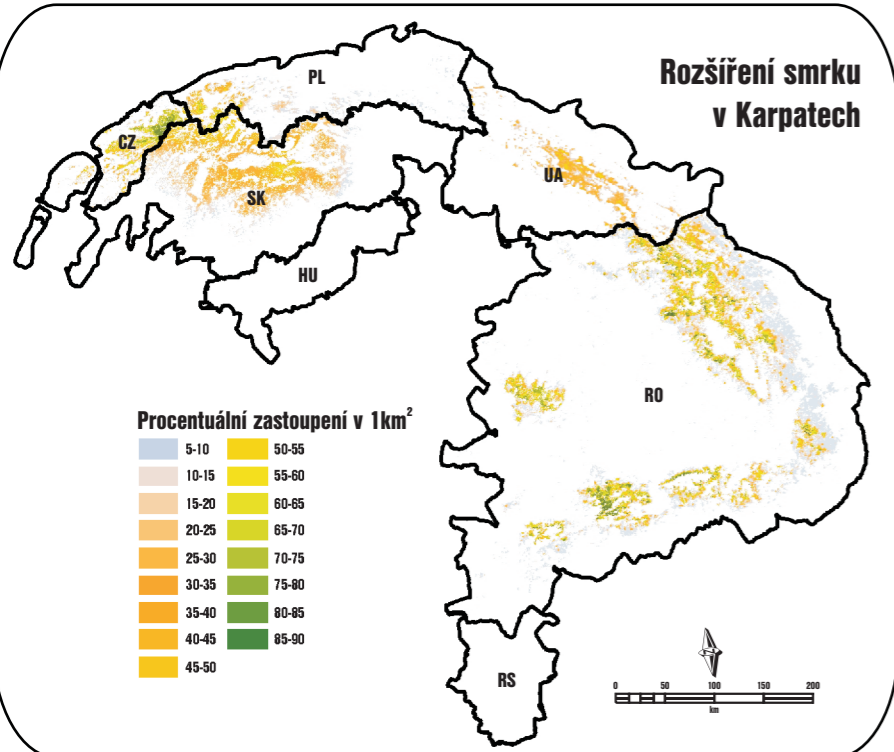 Rozšíření smrku
v Karpatech
PL
CZ
SK
UA
HU
RO
RS
Procentuální zastoupení v 1km²
5-10
10-15
15-20
20-25
25-30
30-35
35-40
40-45
45-50
50-55
55-60
60-65
65-70
70-75
75-80
80-85
85-90
0 50 100 150 200
km